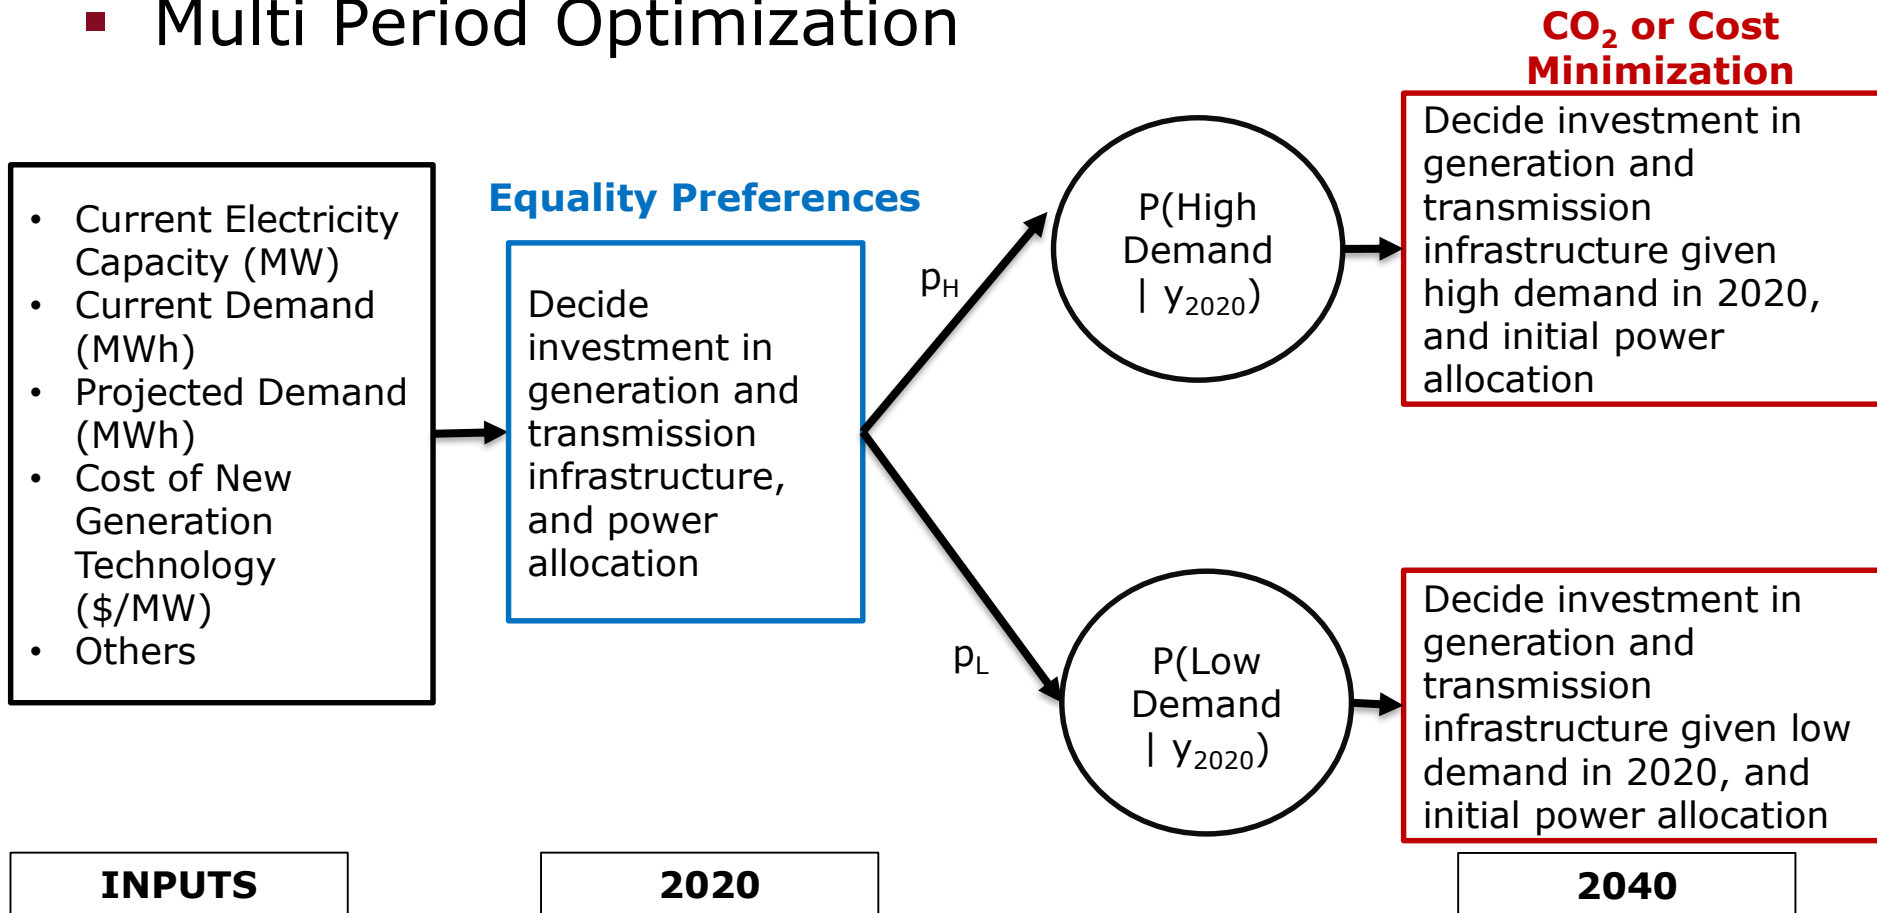 ▪ Multi Period Optimization
CO₂ or Cost
Minimization
• Current Electricity
Capacity (MW)
• Current Demand
(MWh)
• Projected Demand
(MWh)
• Cost of New
Generation
Technology
($/MW)
• Others
Equality Preferences
Decide
investment in
generation and
transmission
infrastructure,
and power
allocation
p_H
P(High
Demand
| y₂₀₂₀)
Decide investment in
generation and
transmission
infrastructure given
high demand in 2020,
and initial power
allocation
p_L
P(Low
Demand
| y₂₀₂₀)
Decide investment in
generation and
transmission
infrastructure given low
demand in 2020, and
initial power allocation
INPUTS
2020
2040